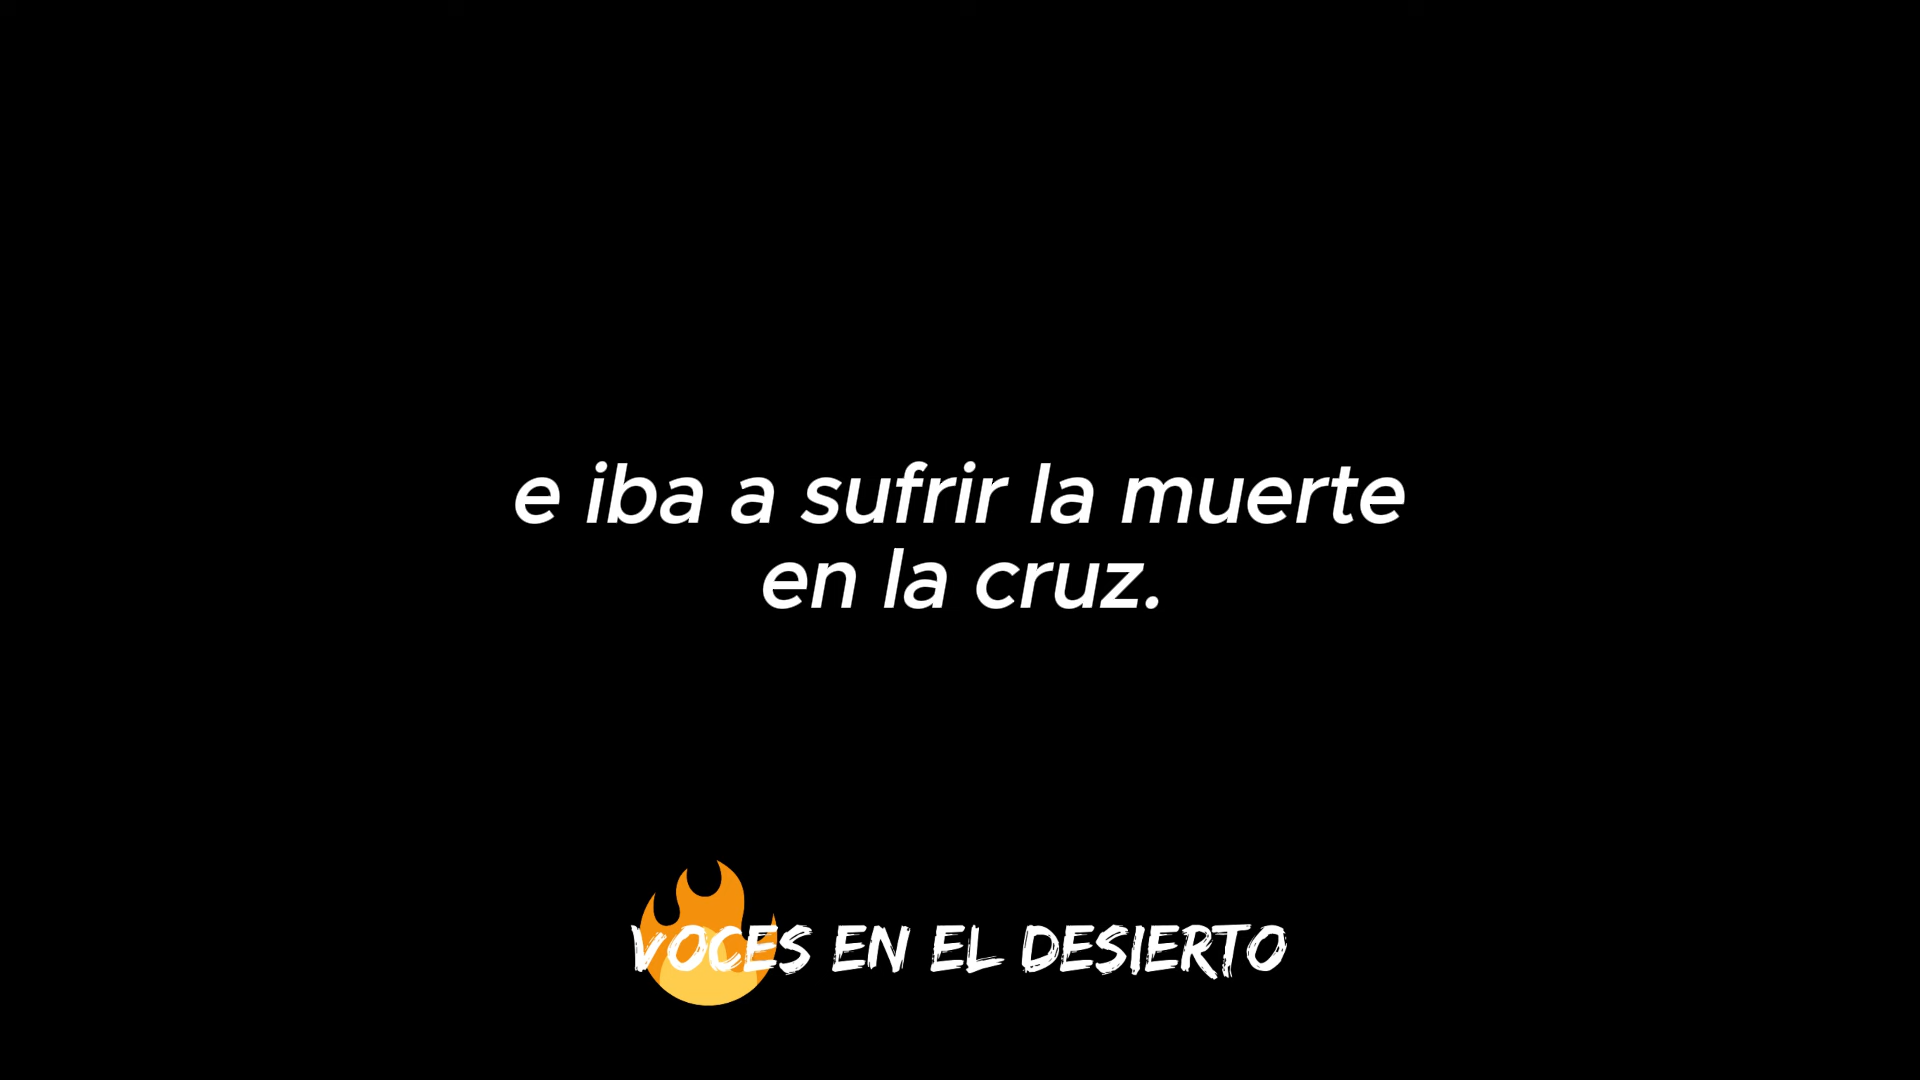 e iba a sufrir la muerte
en la cruz.
VOCES EN EL DESIERTO